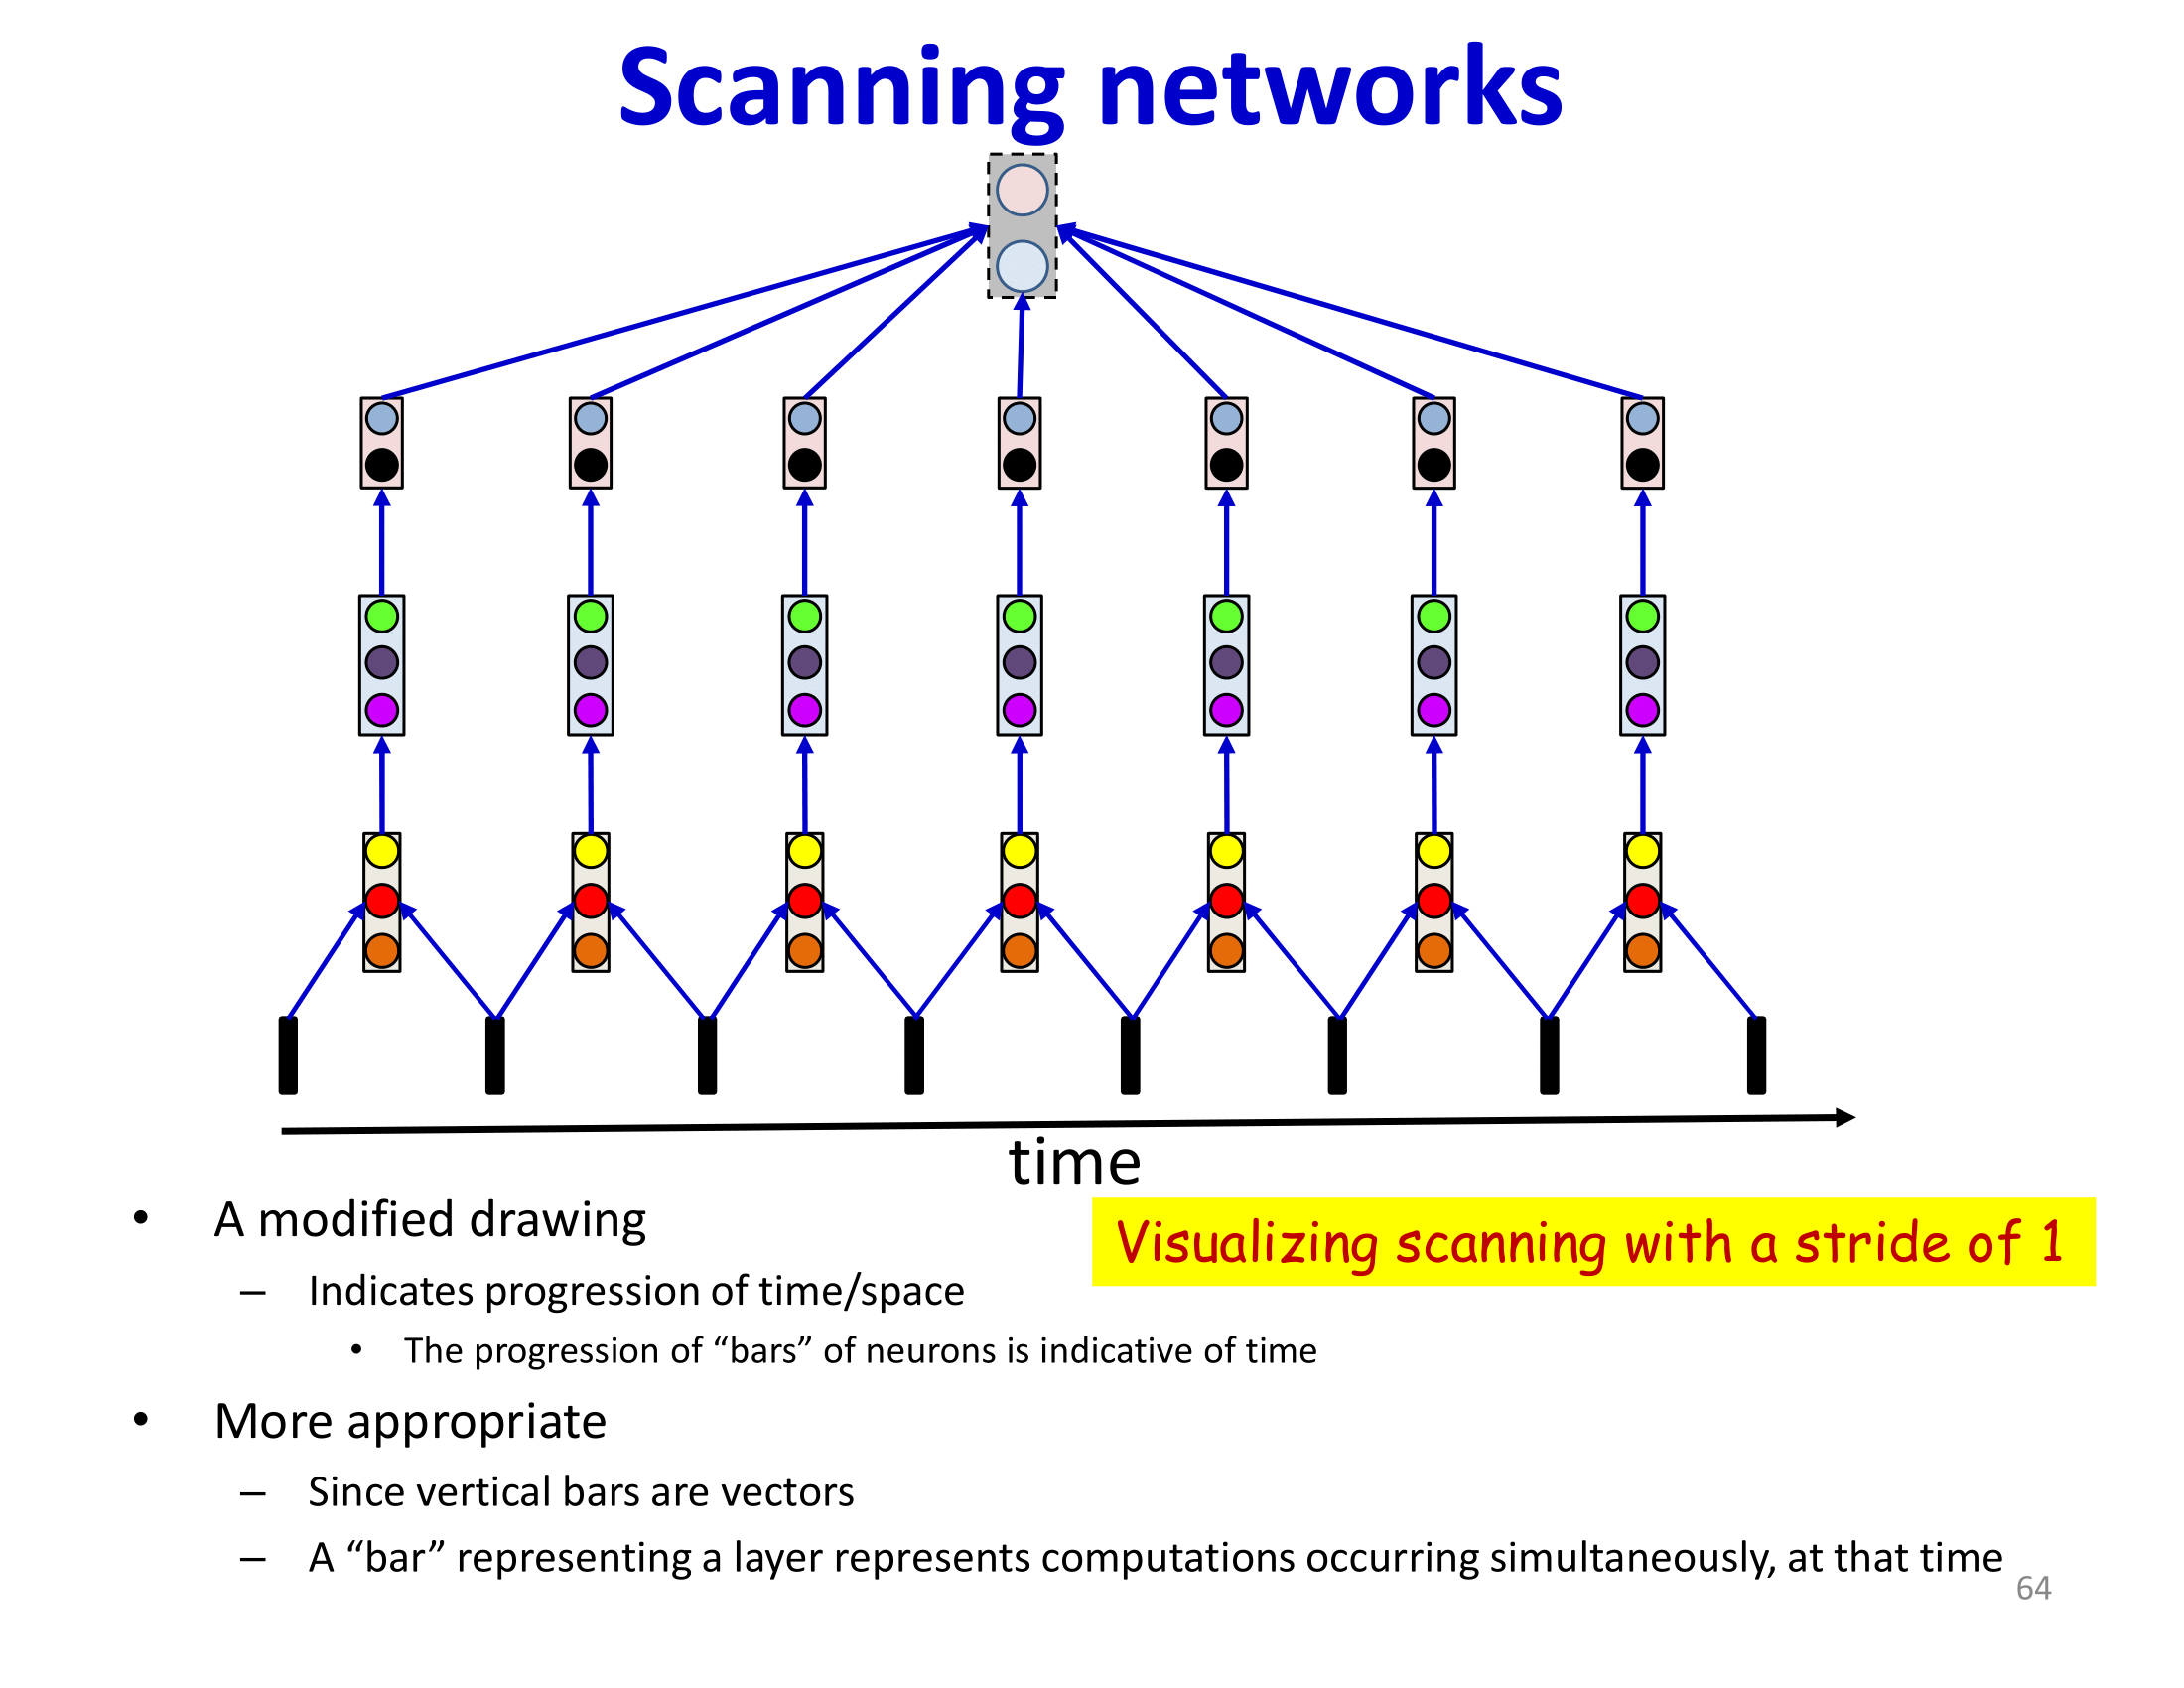 Scanning networks
time
• A modified drawing
Visualizing scanning with a stride of 1
– Indicates progression of time/space
• The progression of “bars” of neurons is indicative of time
• More appropriate
– Since vertical bars are vectors
– A “bar” representing a layer represents computations occurring simultaneously, at that time
64